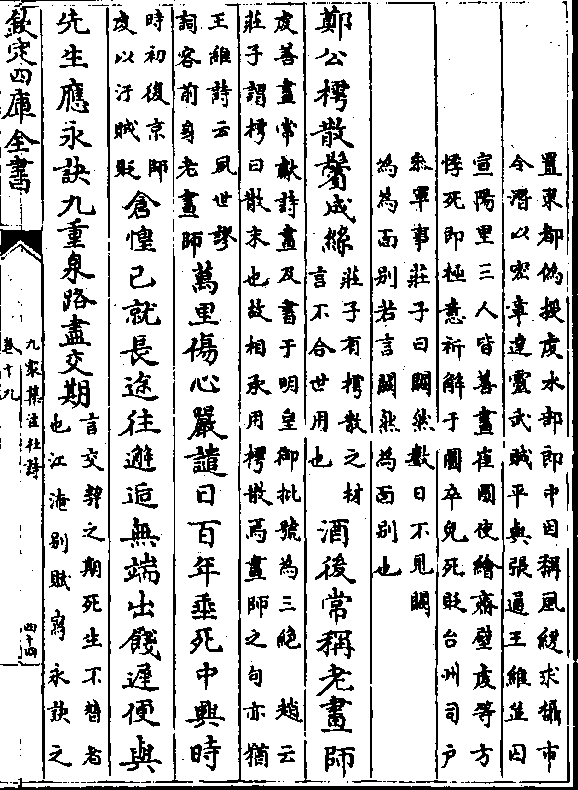 置東都偽授虔水部郎中因稱風緩求攝市
令潛以密章達靈武賊平與張通王維並囚
宣陽里三人皆善畫崔圓使繪齋壁虔等方
悸死即極意祈解于圓卒免死貶台州司戶
參軍事莊子曰闕然數日不見闕
為為面别若言闕然為面别也
鄭公樗散鬢成絲
莊子有樗散之材
言不合世用也
酒後常稱老畫師
虔善畫常獻詩畫及書于明皇御批號為三絶 趙云
莊子謂樗曰散木也故相承用樗散焉畫師之句亦猶
王維詩云夙世謬
詞客前身老畫師
萬里傷心嚴譴日百年垂死中興時
時初復京師
虔以汙賊貶
倉惶已就長途往邂逅無端出餞遲便與
先生應永訣九重泉路盡交期
言交契之期死生不替者
也江淹别賦寫永訣之
欽定四庫全書
九家集注杜詩
卷十九
四十四